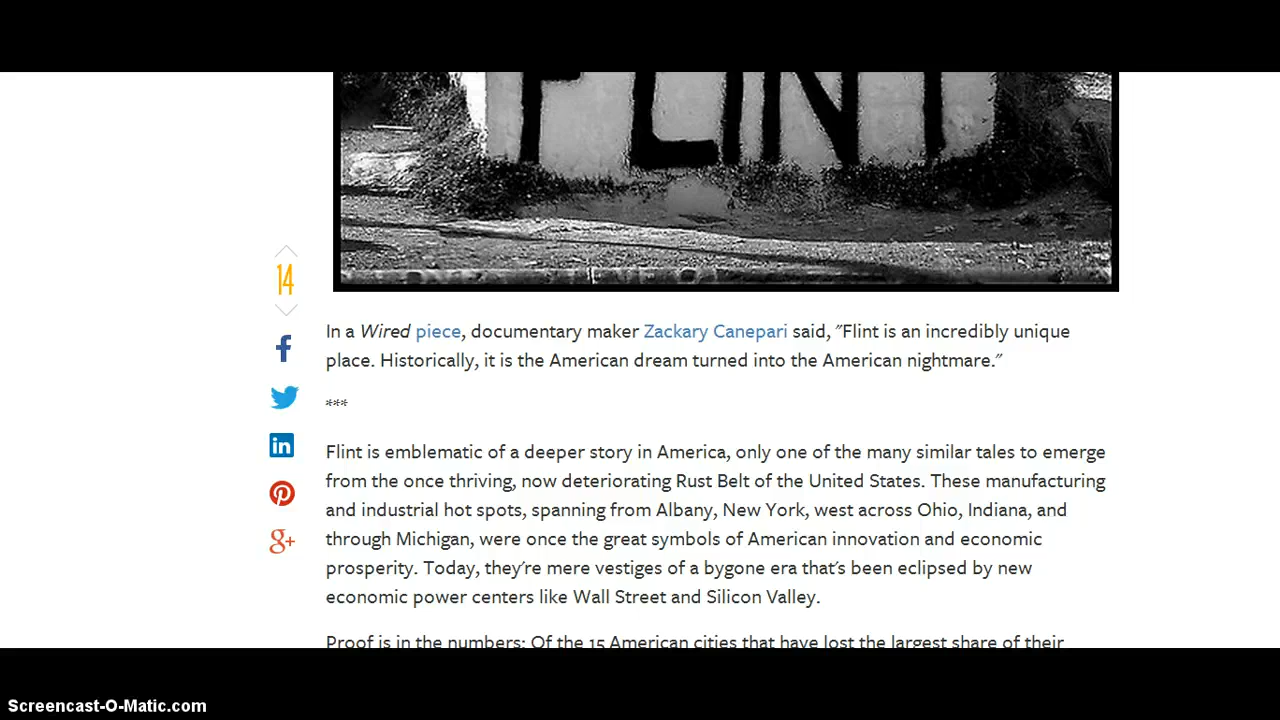 FLINT
14
In a Wired piece, documentary maker Zackary Canepari said, "Flint is an incredibly unique
place. Historically, it is the American dream turned into the American nightmare."
***
Flint is emblematic of a deeper story in America, only one of the many similar tales to emerge
from the once thriving, now deteriorating Rust Belt of the United States. These manufacturing
and industrial hot spots, spanning from Albany, New York, west across Ohio, Indiana, and
through Michigan, were once the great symbols of American innovation and economic
prosperity. Today, they're mere vestiges of a bygone era that's been eclipsed by new
economic power centers like Wall Street and Silicon Valley.
Proof is in the numbers: Of the 15 American cities that have lost the largest share of their
f
in
g+
Screencast-O-Matic.com